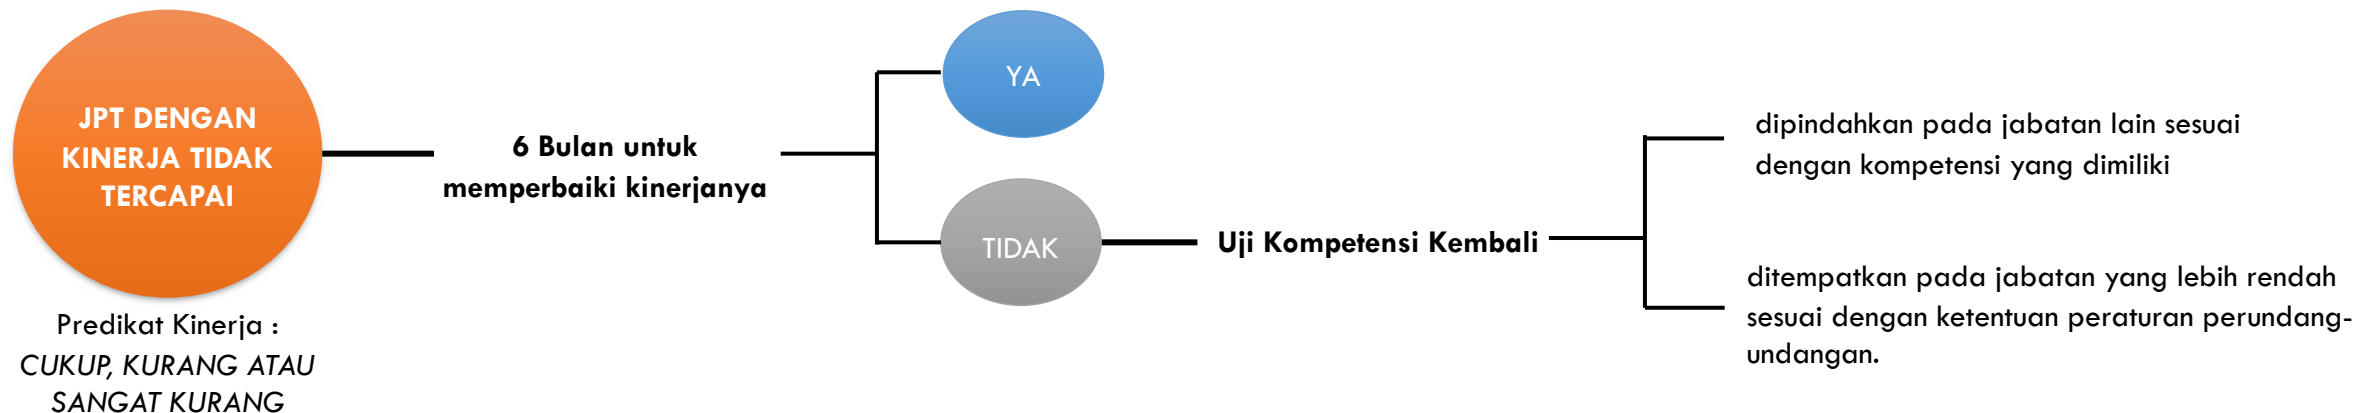 JPT DENGAN
KINERJA TIDAK
TERCAPAI
Predikat Kinerja :
CUKUP, KURANG ATAU
SANGAT KURANG
6 Bulan untuk
memperbaiki kinerjanya
YA
TIDAK
Uji Kompetensi Kembali
dipindahkan pada jabatan lain sesuai
dengan kompetensi yang dimiliki
ditempatkan pada jabatan yang lebih rendah
sesuai dengan ketentuan peraturan perundang-
undangan.